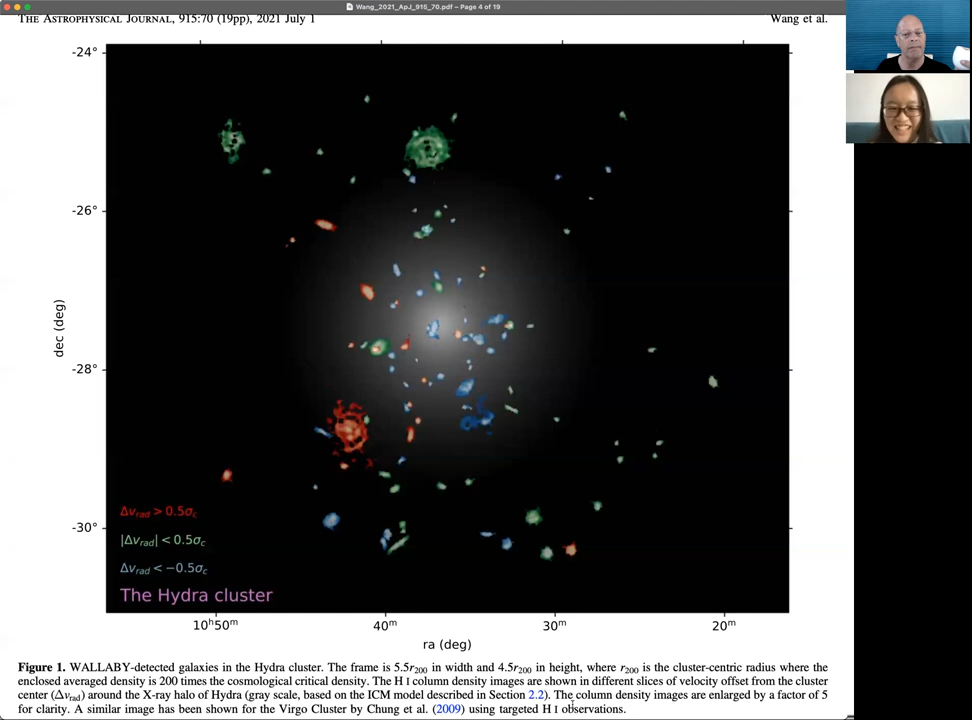 Wang_2021_ApJ_915_70.pdf – Page 4 of 19
THE ASTROPHYSICAL JOURNAL, 915:70 (19pp), 2021 July 1
Wang et al.
-24°
-26°
-28°
-30°
dec (deg)
Δv_rad > 0.5σ_c
|Δv_rad| < 0.5σ_c
Δv_rad < −0.5σ_c
The Hydra cluster
10ʰ50ᵐ
40ᵐ
30ᵐ
20ᵐ
ra (deg)
Figure 1. WALLABY-detected galaxies in the Hydra cluster. The frame is 5.5r₂₀₀ in width and 4.5r₂₀₀ in height, where r₂₀₀ is the cluster-centric radius where the
enclosed averaged density is 200 times the cosmological critical density. The H I column density images are shown in different slices of velocity offset from the cluster
center (Δv_rad) around the X-ray halo of Hydra (gray scale, based on the ICM model described in Section 2.2). The column density images are enlarged by a factor of 5
for clarity. A similar image has been shown for the Virgo Cluster by Chung et al. (2009) using targeted H I observations.